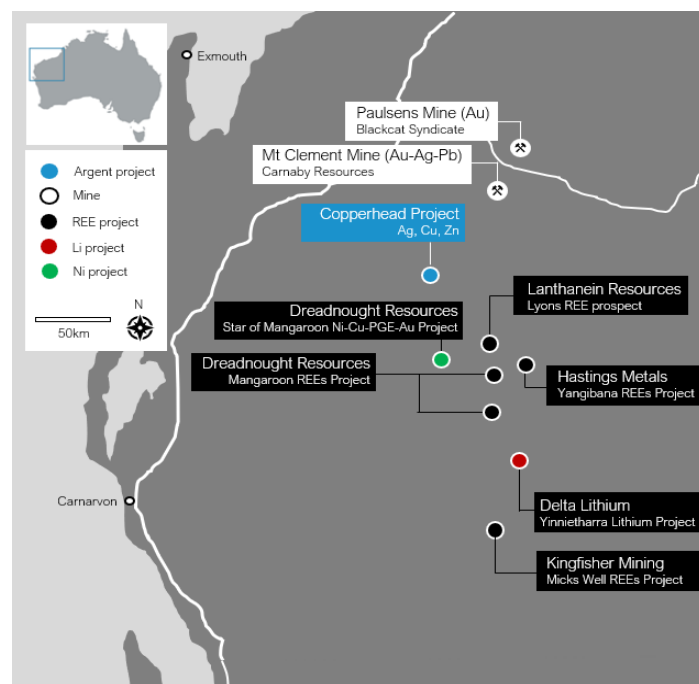 Exmouth
Paulsens Mine (Au)
Blackcat Syndicate
Mt Clement Mine (Au-Ag-Pb)
Carnaby Resources
Argent project
Mine
REE project
Li project
Ni project
N
50km
Copperhead Project
Ag, Cu, Zn
Lanthanein Resources
Lyons REE prospect
Dreadnought Resources
Star of Mangaroon Ni-Cu-PGE-Au Project
Dreadnought Resources
Mangaroon REEs Project
Hastings Metals
Yangibana REEs Project
Carnarvon
Delta Lithium
Yinnietharra Lithium Project
Kingfisher Mining
Micks Well REEs Project